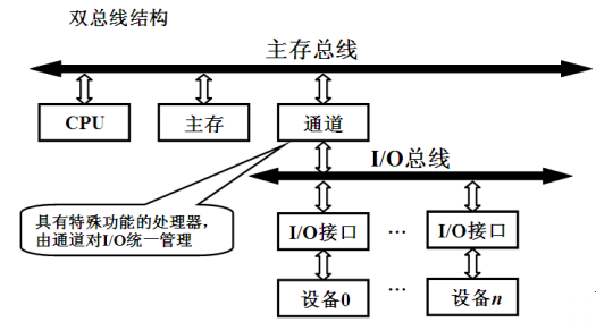 双总线结构
主存总线
CPU
主存
通道
I/O总线
具有特殊功能的处理器，
由通道对I/O统一管理
I/O接口
...
I/O接口
设备0
...
设备n